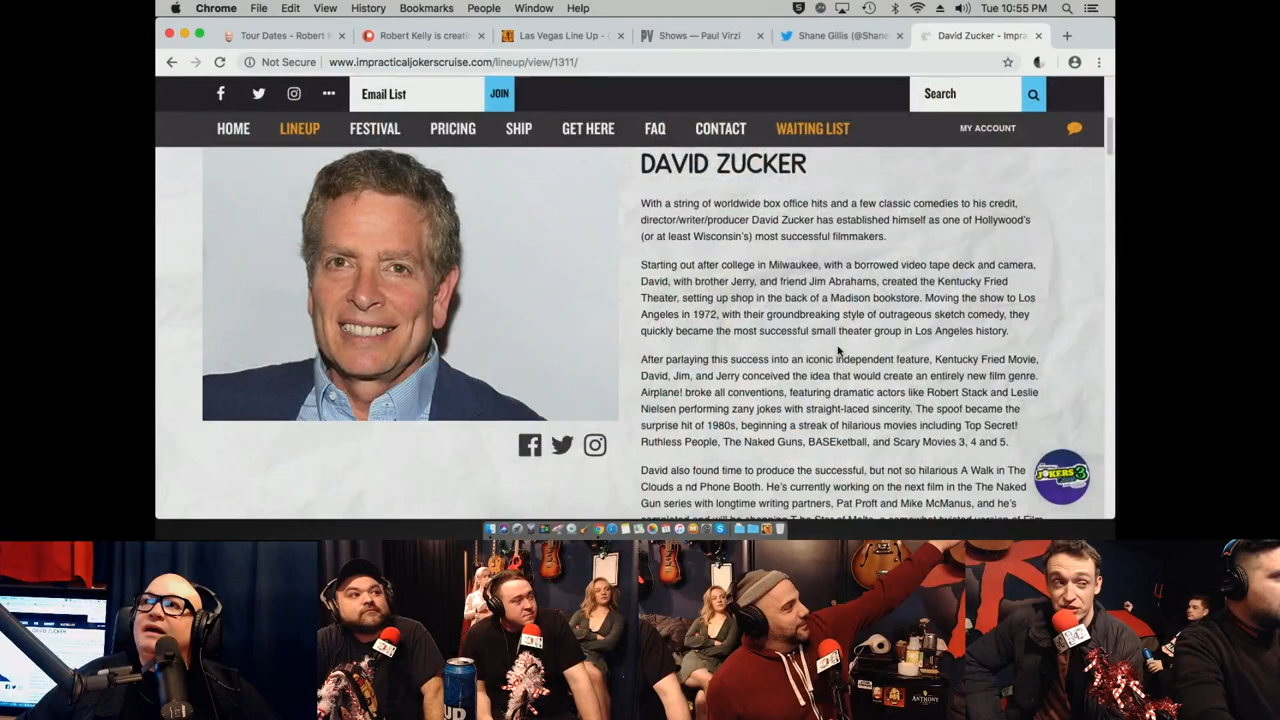 Chrome File Edit View History Bookmarks People Window Help
Tue 10:55 PM
Tour Dates - Robert K
Robert Kelly is creati
Las Vegas Line Up -
Shows — Paul Virzi
Shane Gillis (@Shane
David Zucker - Impra
Not Secure www.impracticaljokerscruise.com/lineup/view/1311/
Email List JOIN Search
HOME LINEUP FESTIVAL PRICING SHIP GET HERE FAQ CONTACT WAITING LIST MY ACCOUNT
DAVID ZUCKER
With a string of worldwide box office hits and a few classic comedies to his credit,
director/writer/producer David Zucker has established himself as one of Hollywood's
(or at least Wisconsin's) most successful filmmakers.
Starting out after college in Milwaukee, with a borrowed video tape deck and camera,
David, with brother Jerry, and friend Jim Abrahams, created the Kentucky Fried
Theater, setting up shop in the back of a Madison bookstore. Moving the show to Los
Angeles in 1972, with their groundbreaking style of outrageous sketch comedy, they
quickly became the most successful small theater group in Los Angeles history.
After parlaying this success into an iconic independent feature, Kentucky Fried Movie,
David, Jim, and Jerry conceived the idea that would create an entirely new film genre.
Airplane! broke all conventions, featuring dramatic actors like Robert Stack and Leslie
Nielsen performing zany jokes with straight-laced sincerity. The spoof became the
surprise hit of 1980s, beginning a streak of hilarious movies including Top Secret!
Ruthless People, The Naked Guns, BASEketball, and Scary Movies 3, 4 and 5.
David also found time to produce the successful, but not so hilarious A Walk in The
Clouds a nd Phone Booth. He's currently working on the next film in the The Naked
Gun series with longtime writing partners, Pat Proft and Mike McManus, and he's
JOKERS 3
DAVID ZUCKER
ANTHONY